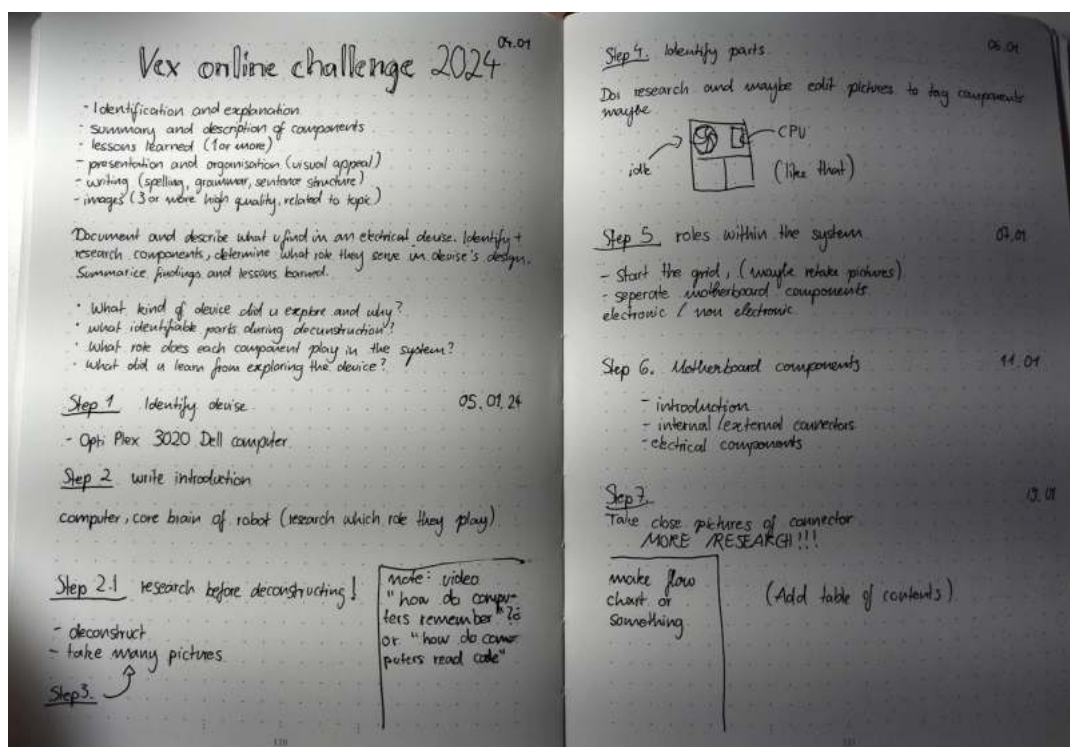 04.01
Vex online challenge 2024
- Identification and explanation
- summary and description of components
- lessons learned (1 or more)
- presentation and organisation (visual appeal)
- writing (spelling, grammar, sentence structure)
- images (3 or more high quality, related to topic)
Document and describe what u find in an electrical devise. Identify +
research components, determine what role they serve in devise's design.
Summarize findings and lessons learned.
• What kind of device did u explore and why?
• what identifiable parts during deconstruction?
• What role does each component play in the system?
• What did u learn from exploring the device?
Step 1 Identify devise 05.01.24
- Opti Plex 3020 Dell computer
Step 2 write introduction
computer, core brain of robot (research which role they play)
Step 2.1 research before deconstructing!
- deconstruct
- take many pictures
Step 3.
note: video
"how do compu-
ters remember"
or "how do com-
puters read code"
120
Step 4. Identify parts 06.01
Do research and maybe edit pictures to tag components
maybe
CPU
idk
(like that)
Step 5. roles within the system 07.01
- Start the grid, (maybe retake pictures)
- seperate motherboard components
electronic / non electronic
Step 6. Motherboard components 11.01
- introduction
- internal/external connectors
- electrical components
Step 7. 19.01
Take close pictures of connector
MORE RESEARCH!!!
make flow
chart or
something
(Add table of contents)